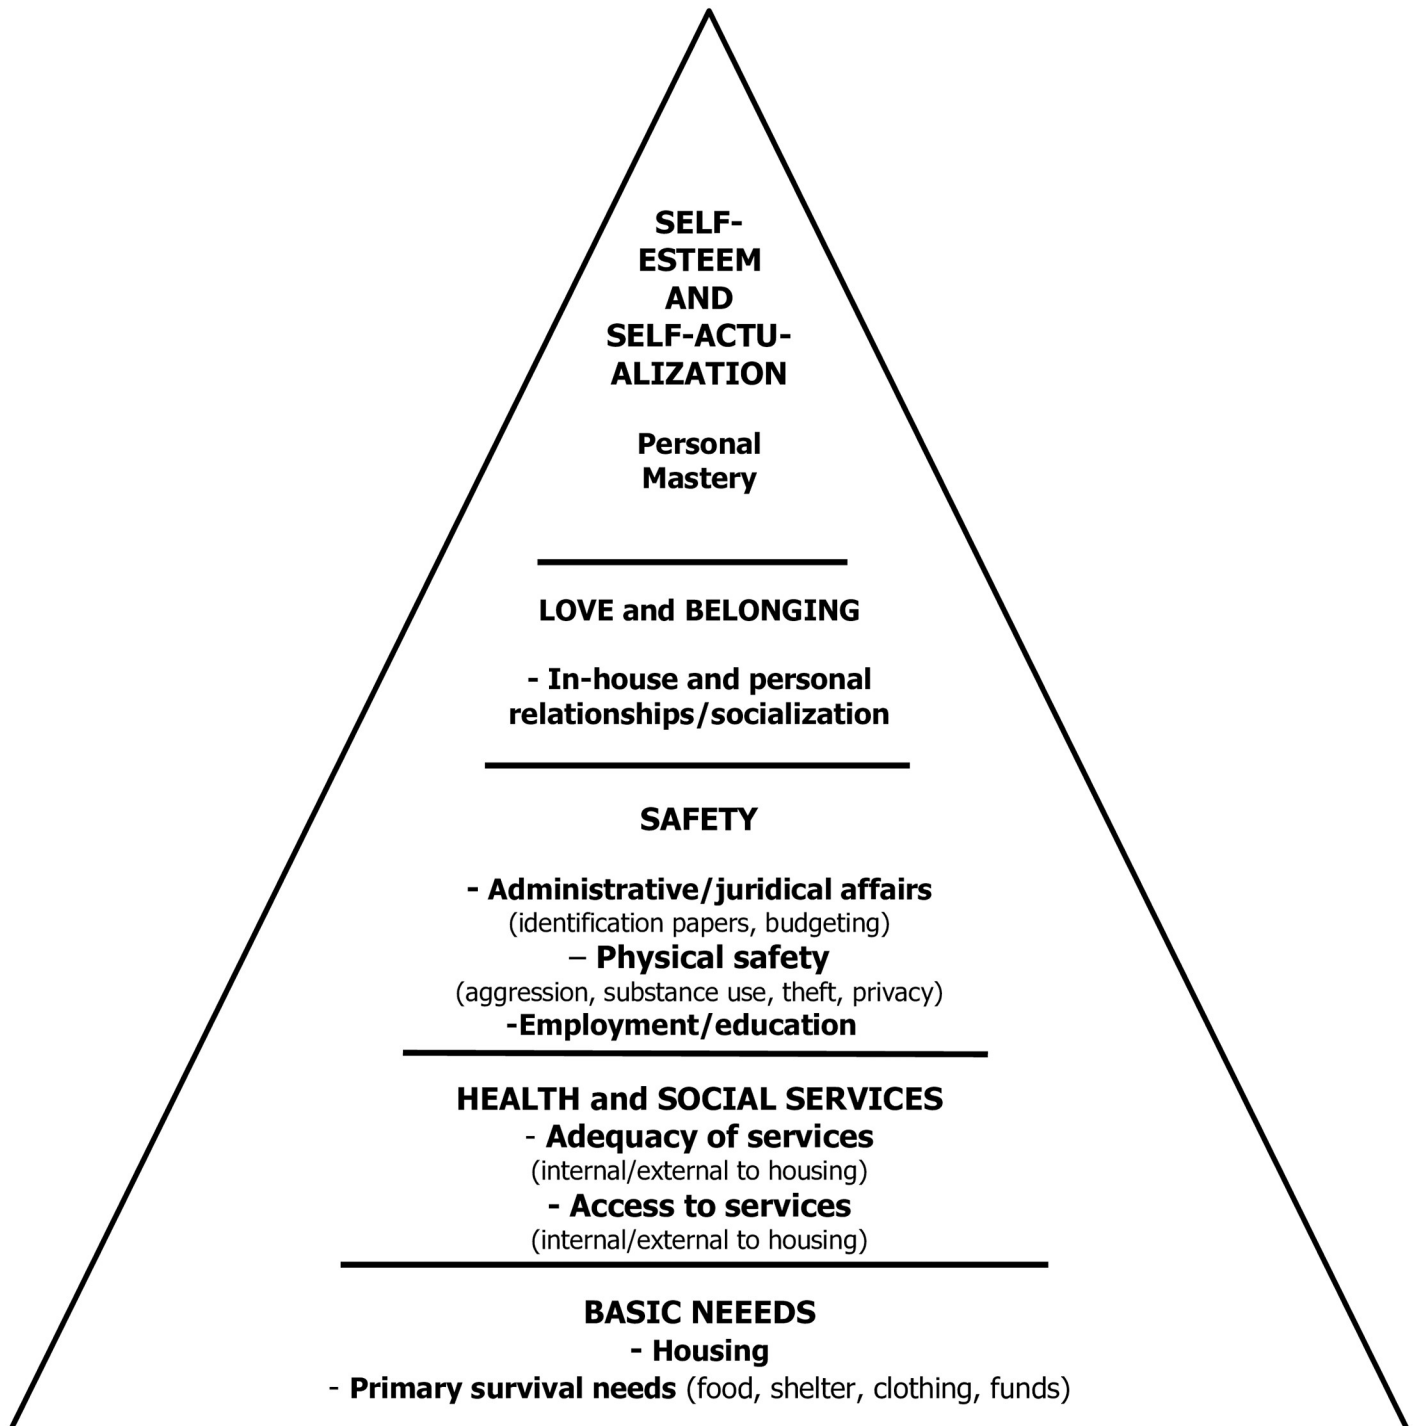 SELF-
ESTEEM
AND
SELF-ACTU-
ALIZATION
Personal
Mastery
LOVE and BELONGING
- In-house and personal
relationships/socialization
SAFETY
- Administrative/juridical affairs
(identification papers, budgeting)
– Physical safety
(aggression, substance use, theft, privacy)
-Employment/education
HEALTH and SOCIAL SERVICES
- Adequacy of services
(internal/external to housing)
- Access to services
(internal/external to housing)
BASIC NEEEDS
- Housing
- Primary survival needs (food, shelter, clothing, funds)